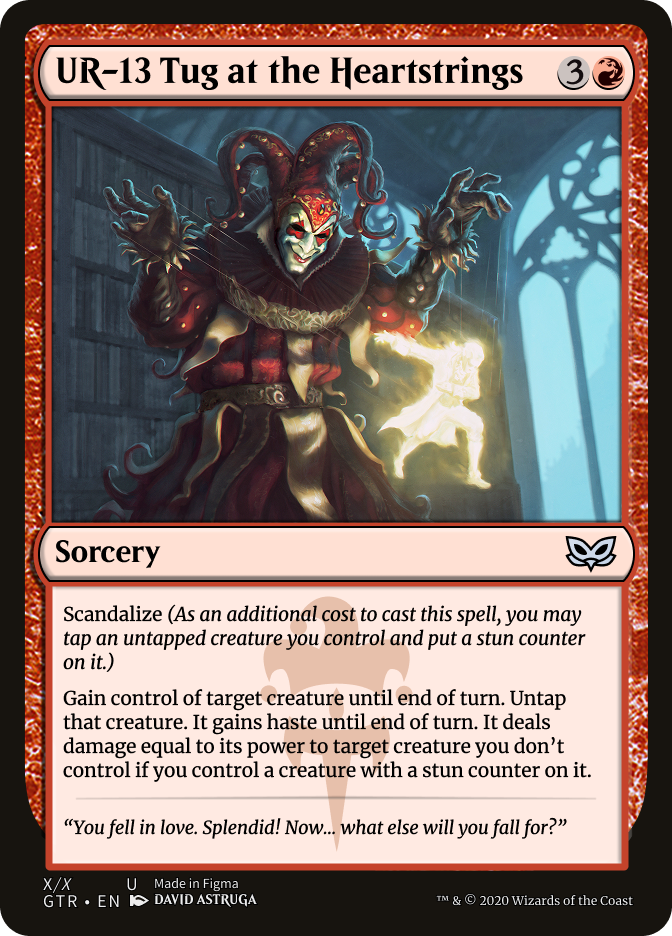 UR-13 Tug at the Heartstrings 3
Sorcery
Scandalize (As an additional cost to cast this spell, you may
tap an untapped creature you control and put a stun counter
on it.)
Gain control of target creature until end of turn. Untap
that creature. It gains haste until end of turn. It deals
damage equal to its power to target creature you don’t
control if you control a creature with a stun counter on it.
“You fell in love. Splendid! Now... what else will you fall for?”
X/X U Made in Figma
GTR • EN DAVID ASTRUGA ™ & © 2020 Wizards of the Coast